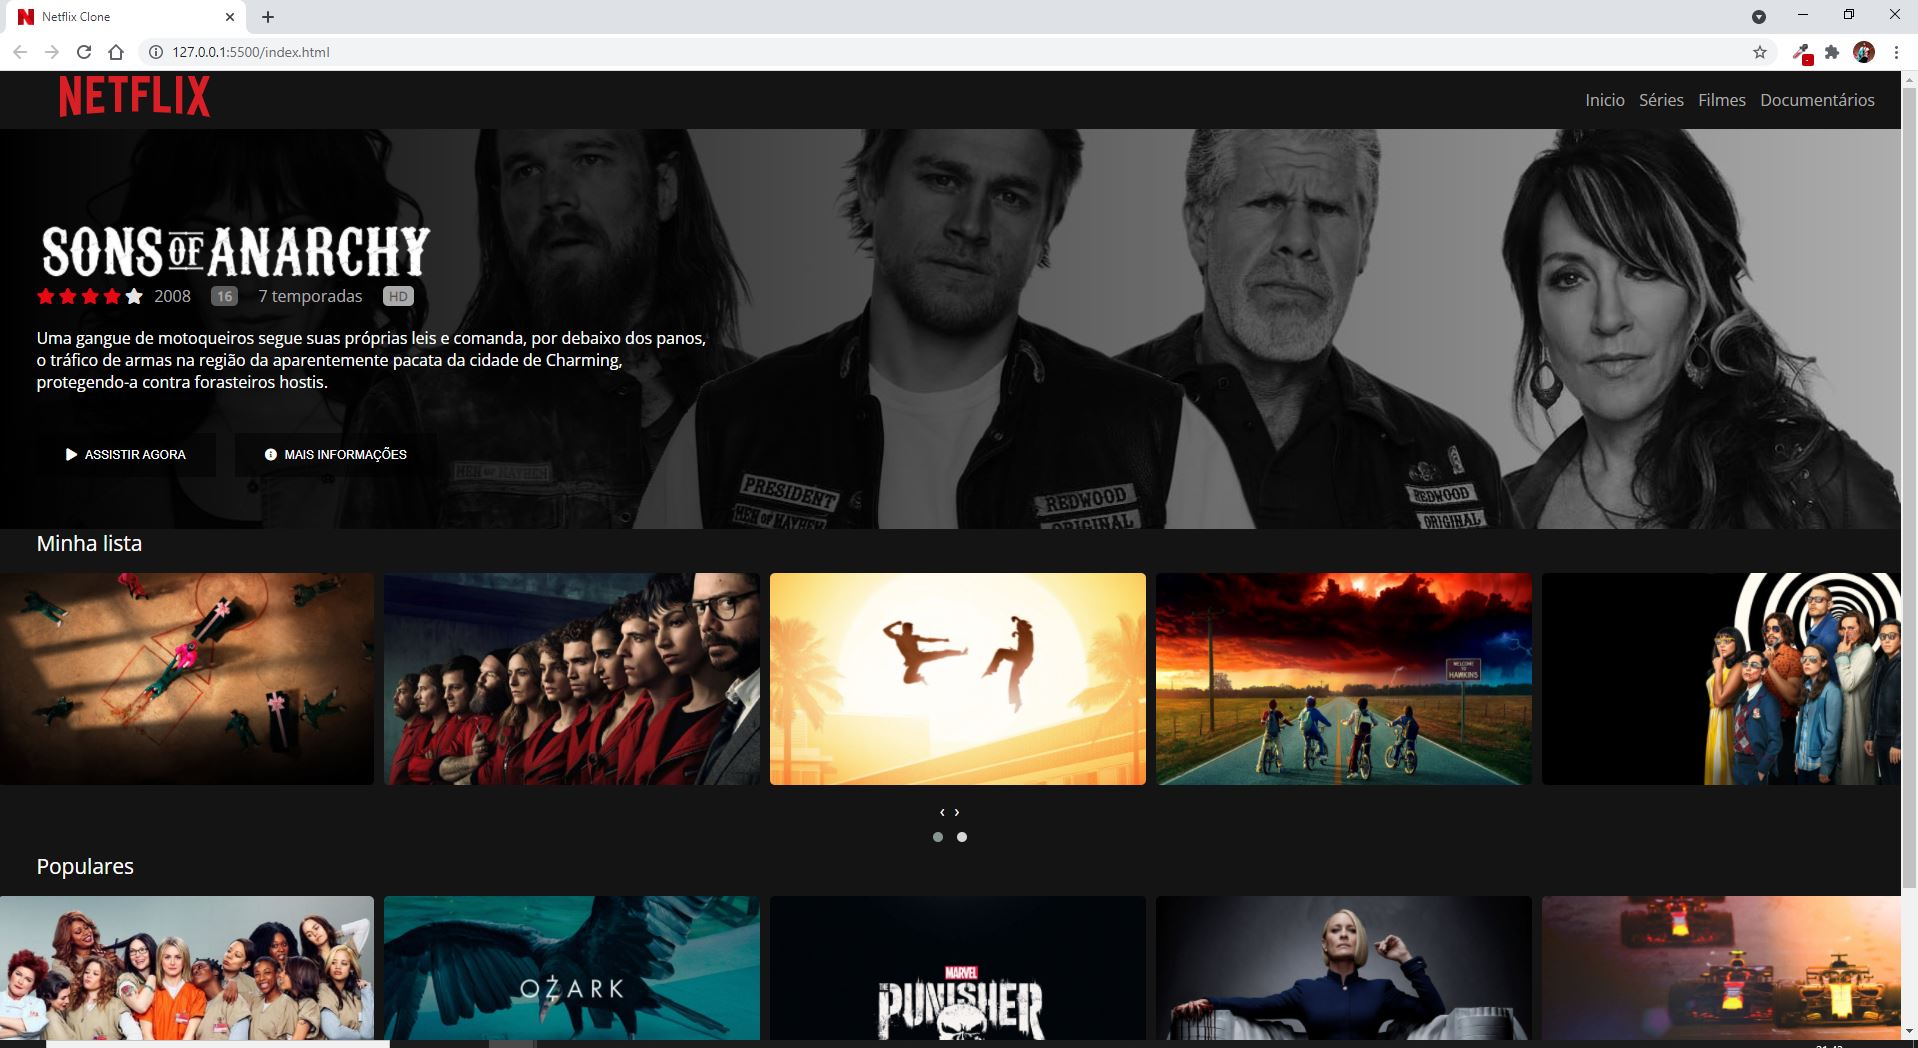 Netflix Clone
127.0.0.1:5500/index.html
NETFLIX
Inicio Séries Filmes Documentários
SONS OF ANARCHY
2008 16 7 temporadas HD
Uma gangue de motoqueiros segue suas próprias leis e comanda, por debaixo dos panos,
o tráfico de armas na região da aparentemente pacata da cidade de Charming,
protegendo-a contra forasteiros hostis.
ASSISTIR AGORA MAIS INFORMAÇÕES
MEN OF MAYHEM
PRESIDENT
MEN OF MAYHEM
REDWOOD
ORIGINAL
REDWOOD
ORIGINAL
Minha lista
WELCOME
TO
HAWKINS
Populares
OZARK
MARVEL
PUNISHER